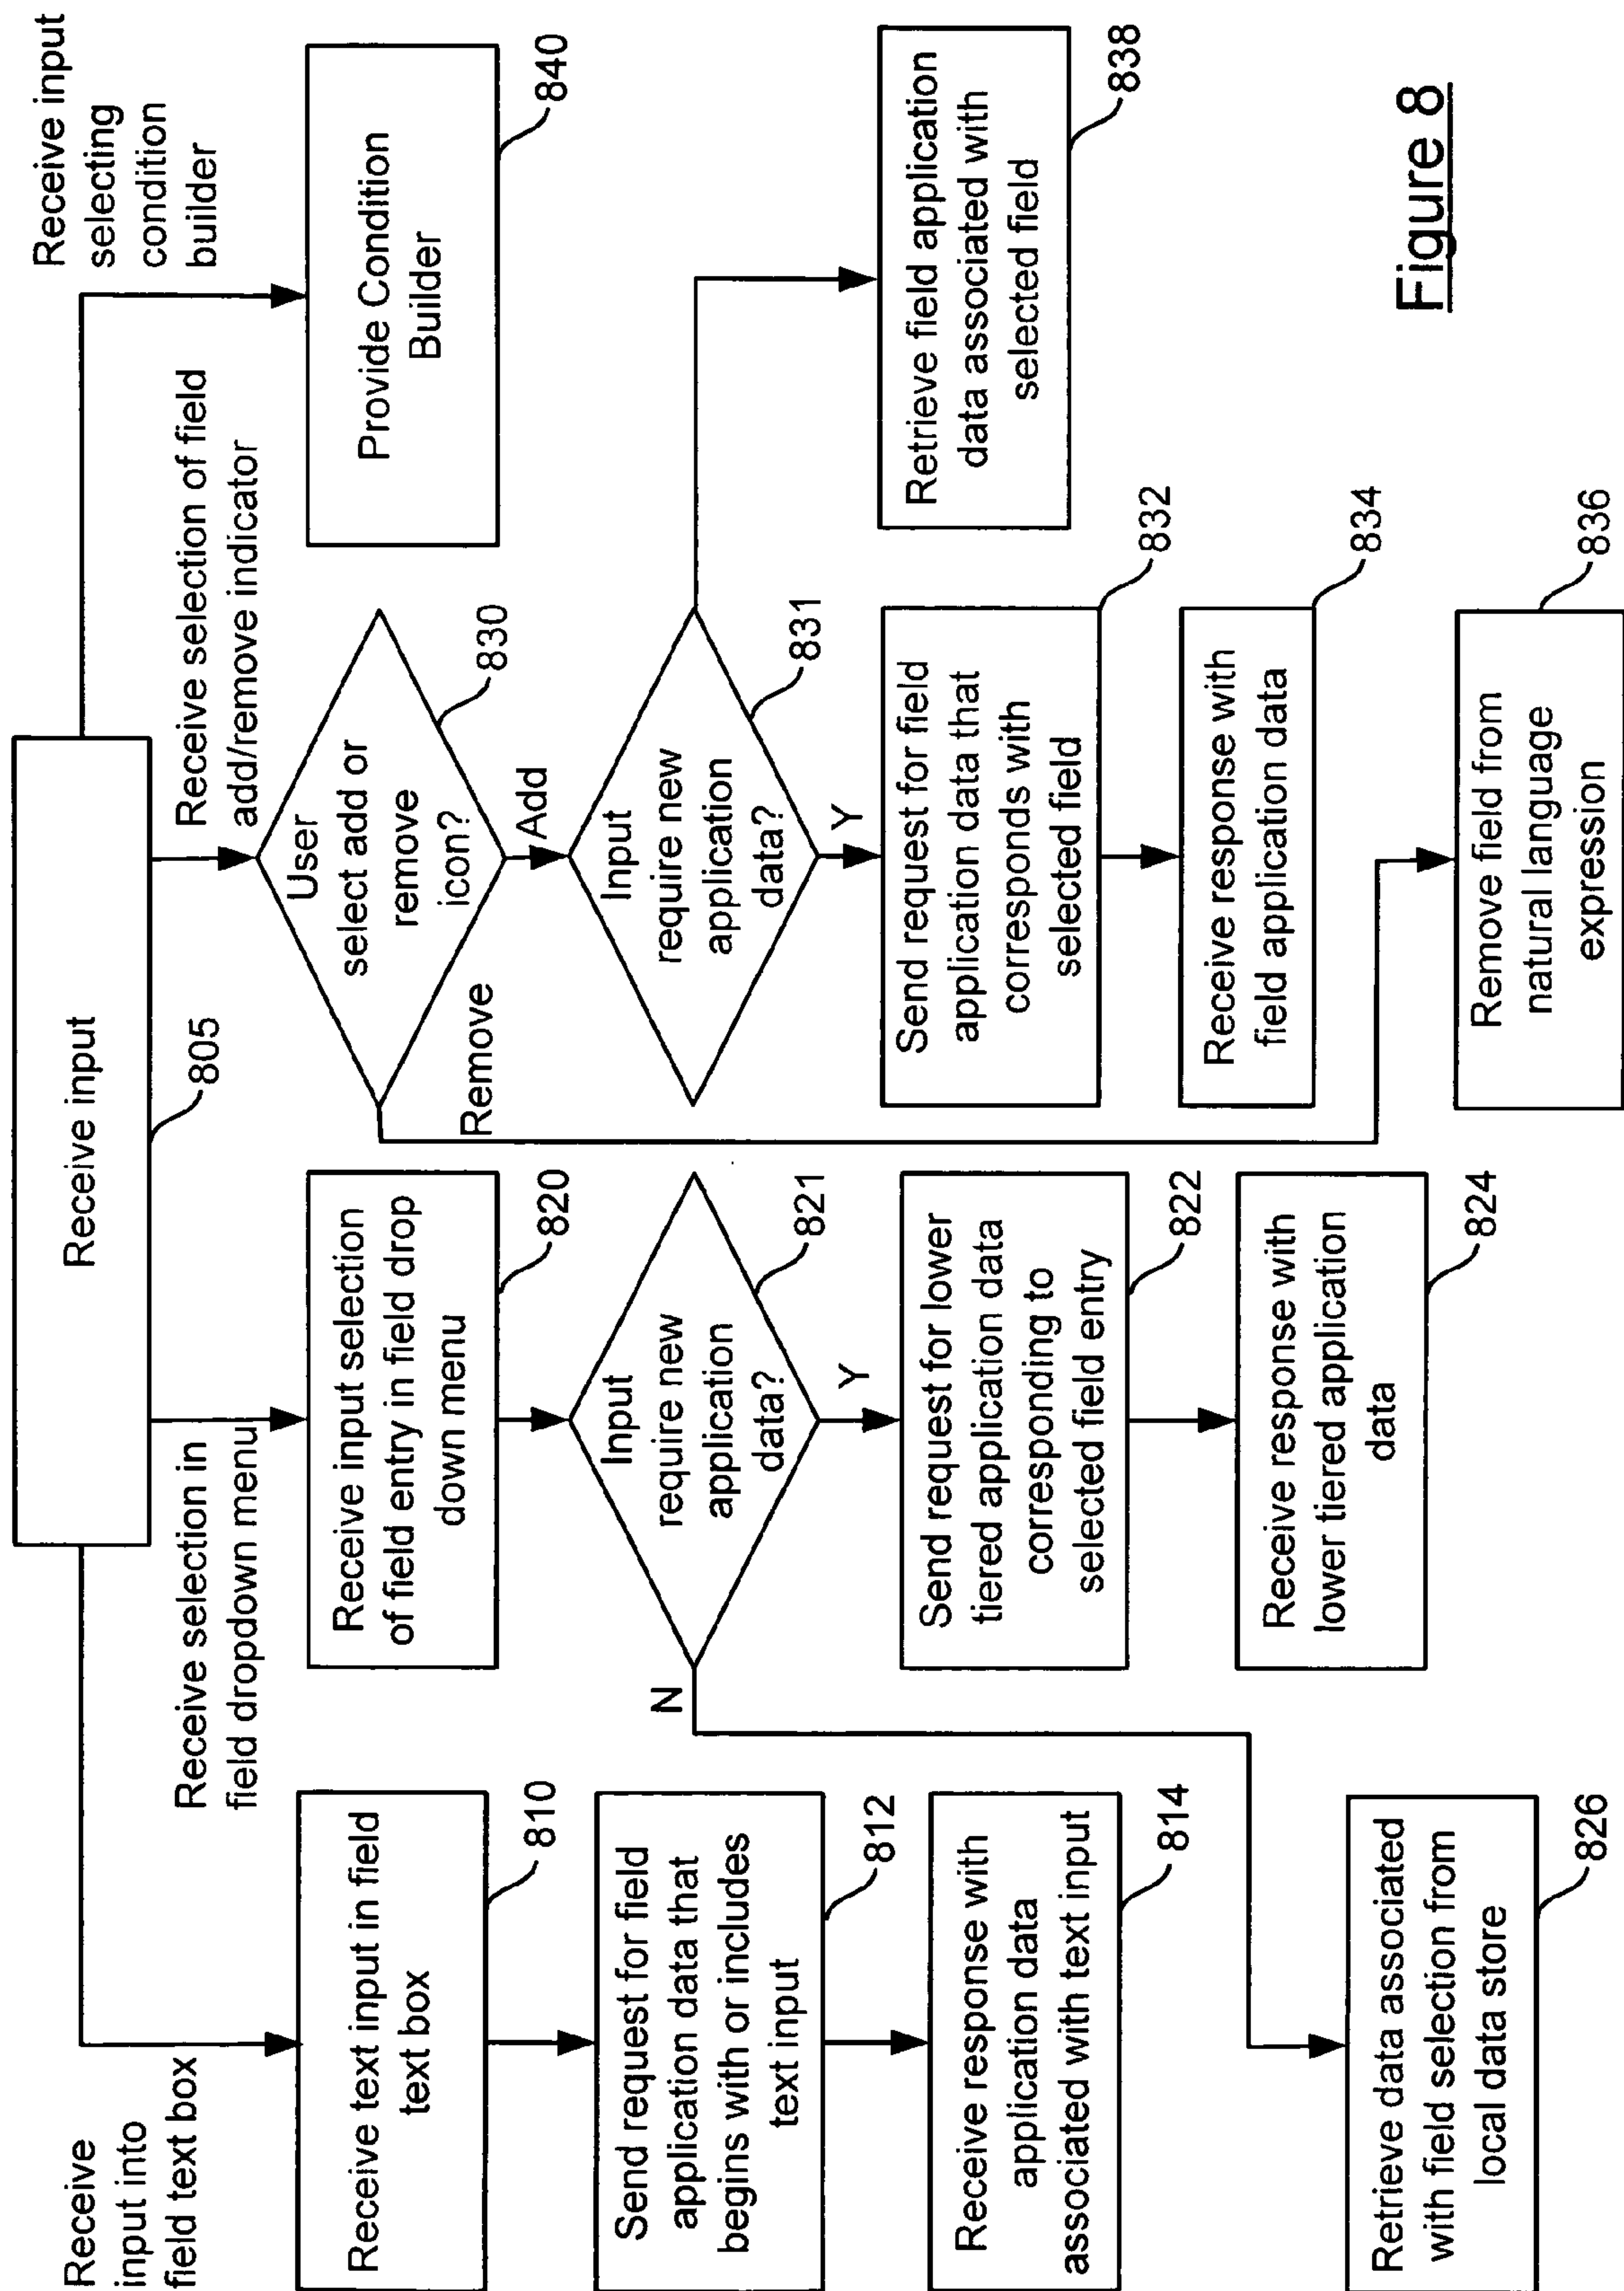 Receive input
805
Receive
input into
field text box
Receive selection in
field dropdown menu
Receive selection of field
add/remove indicator
Receive input
selecting
condition
builder
Receive text input in field
text box
810
Send request for field
application data that
begins with or includes
text input
812
Receive response with
application data
associated with text input
814
Receive input selection
of field entry in field drop
down menu
820
Input
require new
application
data?
821
N
Y
Send request for lower
tiered application data
corresponding to
selected field entry
822
Receive response with
lower tiered application
data
824
Retrieve data associated
with field selection from
local data store
826
User
select add or
remove
icon?
830
Remove
Add
Input
require new
application
data?
831
Y
Send request for field
application data that
corresponds with
selected field
832
Receive response with
field application data
834
Remove field from
natural language
expression
836
Provide Condition
Builder
840
Retrieve field application
data associated with
selected field
838
Figure 8